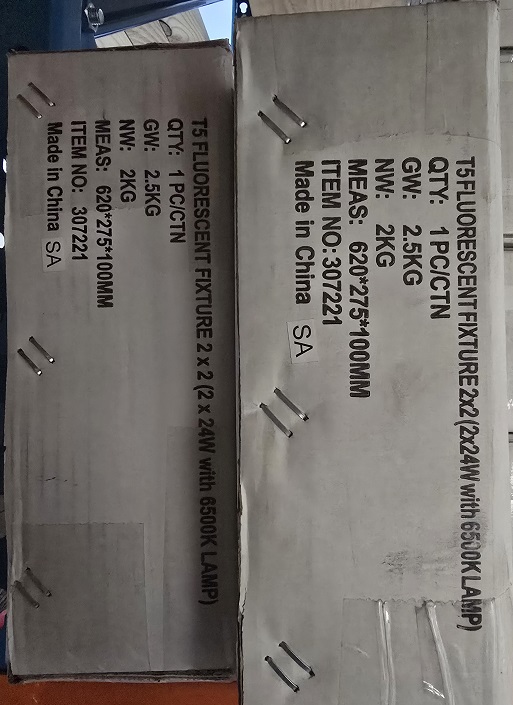 T5 FLUORESCENT FIXTURE 2 x 2 (2 x 24W with 6500K LAMP)
QTY: 1 PC/CTN
GW: 2.5KG
NW: 2KG
MEAS: 620*275*100MM
ITEM NO: 307221
Made in China SA
T5 FLUORESCENT FIXTURE 2x2 (2x24W with 6500K LAMP)
QTY: 1 PC/CTN
GW: 2.5KG
NW: 2KG
MEAS: 620*275*100MM
ITEM NO: 307221
Made in China SA